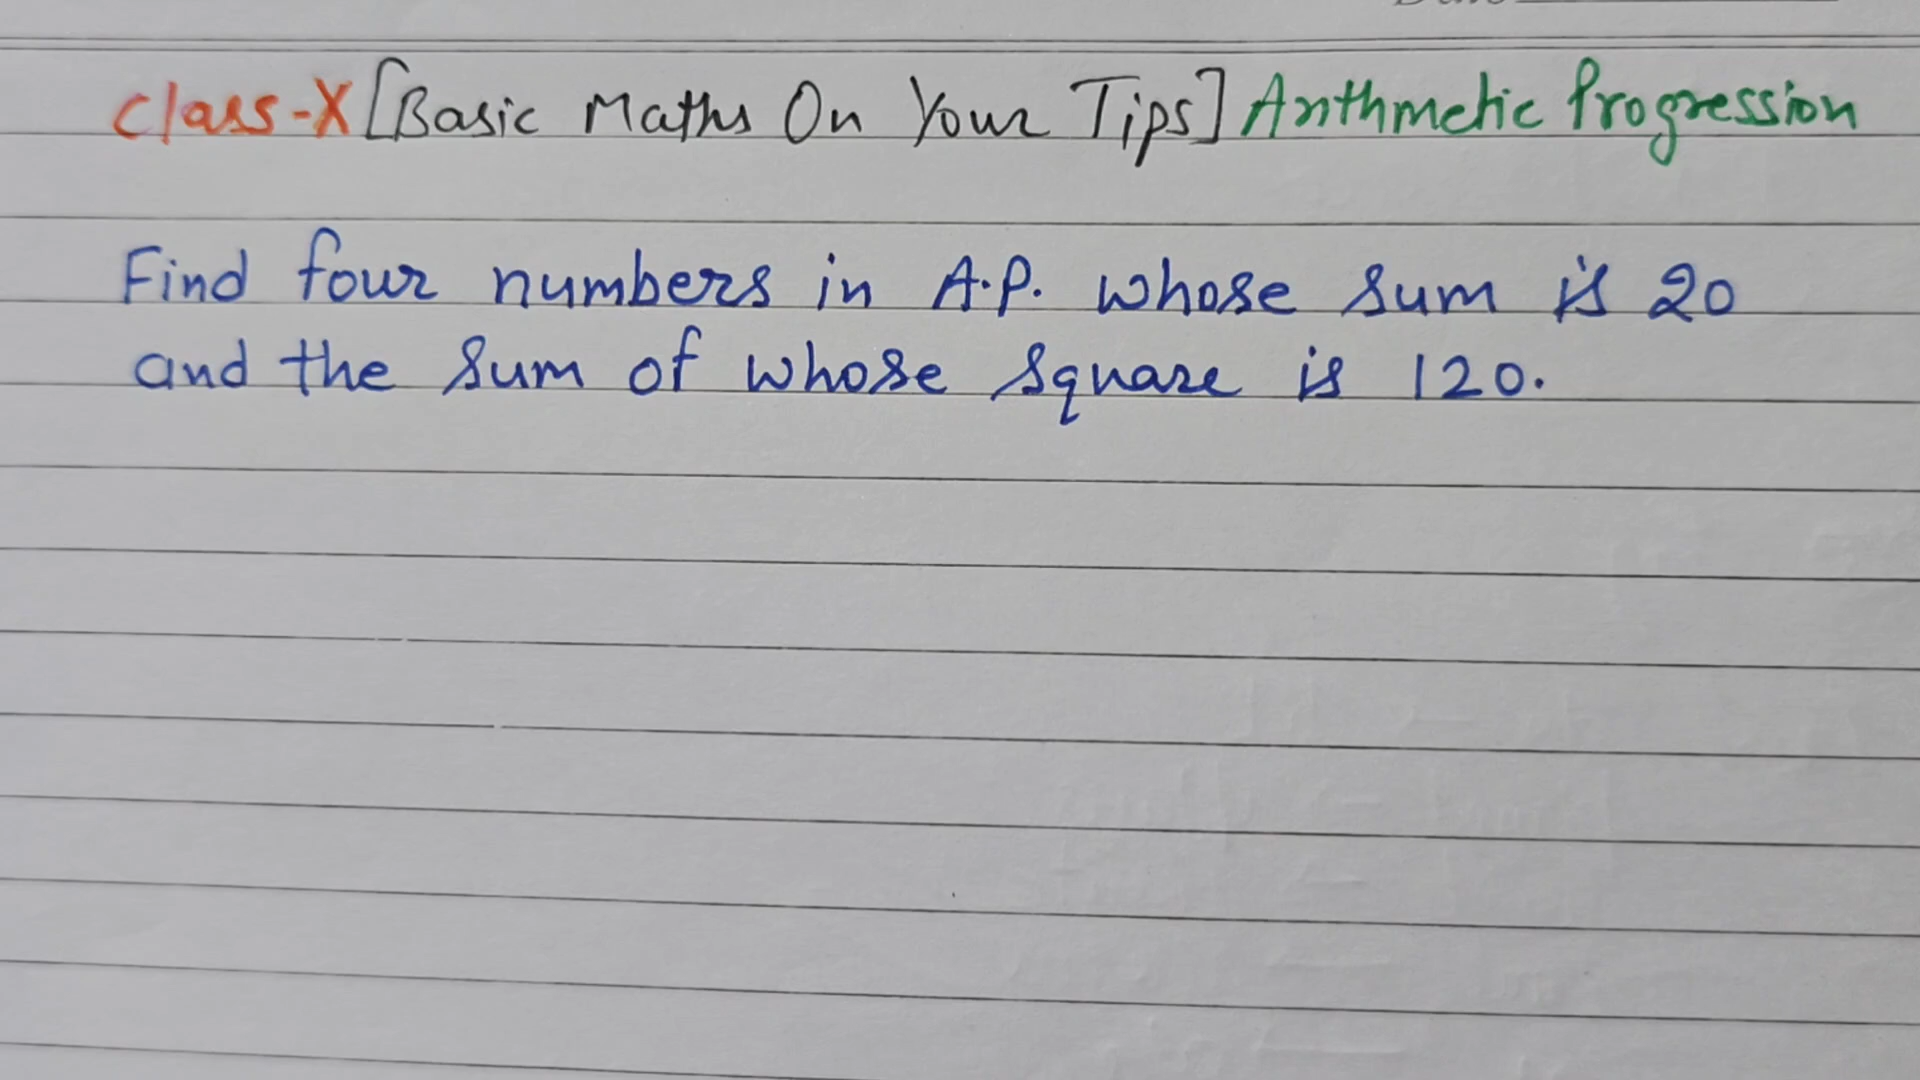 Class-X [Basic Maths On Your Tips] Arithmetic Progression
Find four numbers in A.P. whose sum is 20
and the sum of whose square is 120.